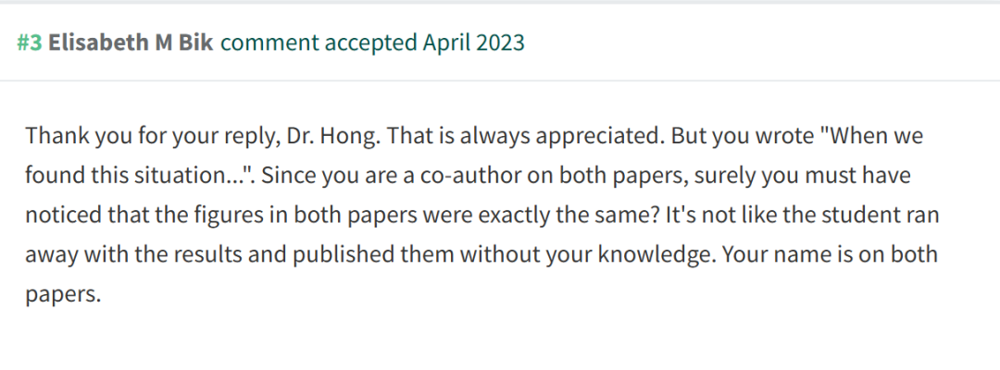 #3 Elisabeth M Bik comment accepted April 2023
Thank you for your reply, Dr. Hong. That is always appreciated. But you wrote "When we
found this situation...". Since you are a co-author on both papers, surely you must have
noticed that the figures in both papers were exactly the same? It's not like the student ran
away with the results and published them without your knowledge. Your name is on both
papers.